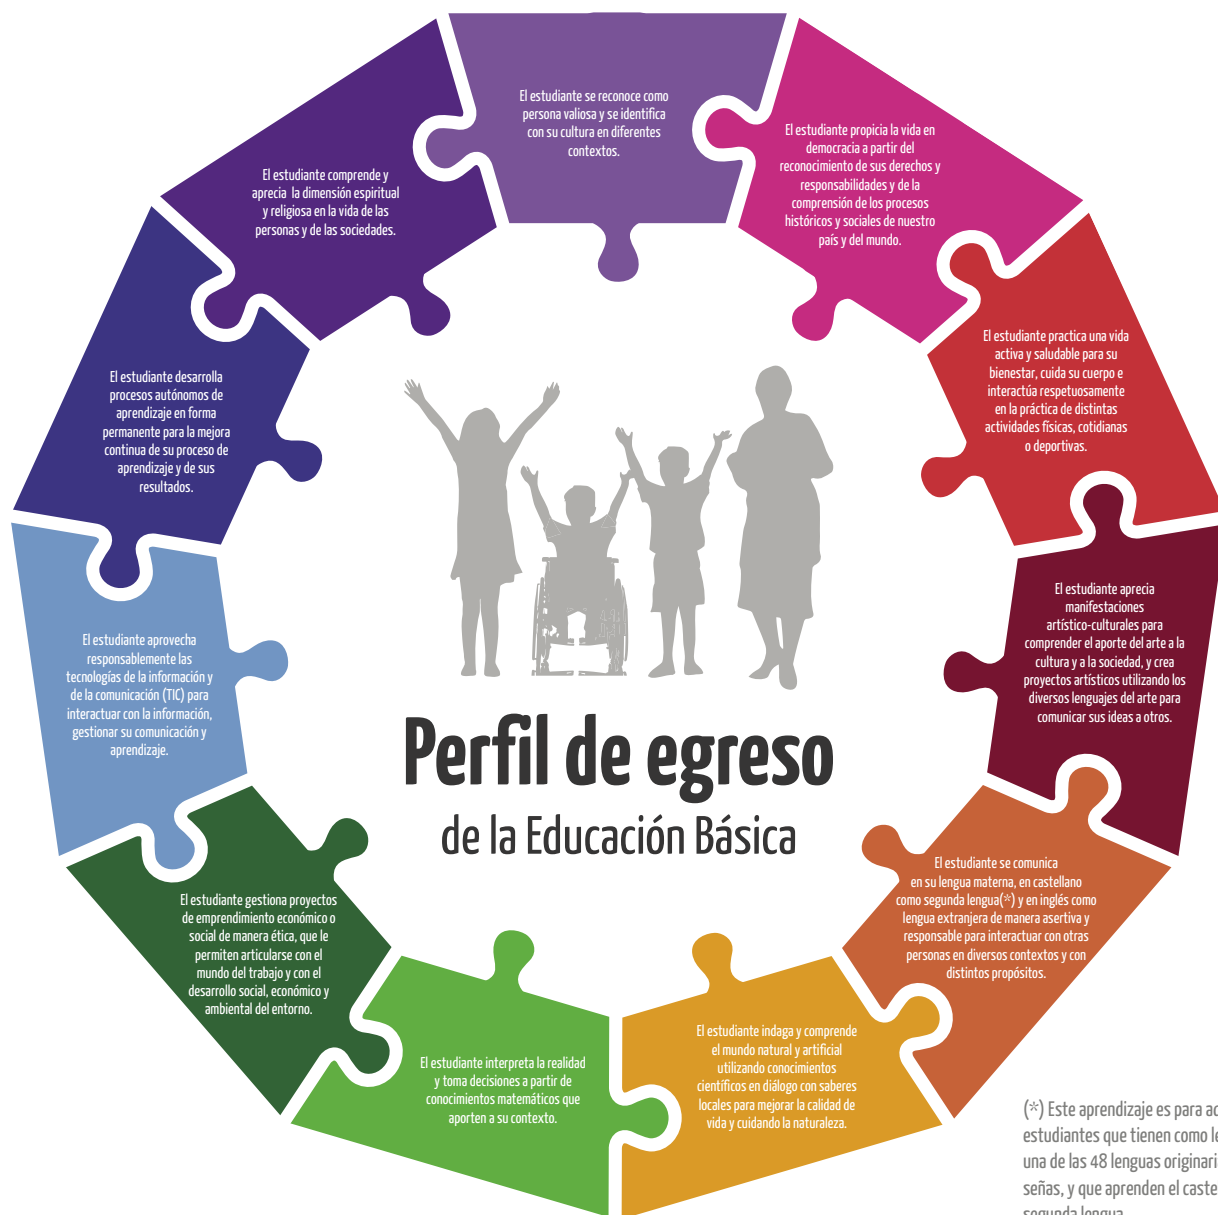 El estudiante se reconoce como
persona valiosa y se identifica
con su cultura en diferentes
contextos.
El estudiante propicia la vida en
democracia a partir del
reconocimiento de sus derechos y
responsabilidades y de la
comprensión de los procesos
históricos y sociales de nuestro
país y del mundo.
El estudiante practica una vida
activa y saludable para su
bienestar, cuida su cuerpo e
interactúa respetuosamente
en la práctica de distintas
actividades físicas, cotidianas
o deportivas.
El estudiante aprecia
manifestaciones
artístico-culturales para
comprender el aporte del arte a la
cultura y a la sociedad, y crea
proyectos artísticos utilizando los
diversos lenguajes del arte para
comunicar sus ideas a otros.
El estudiante se comunica
en su lengua materna, en castellano
como segunda lengua(*) y en inglés como
lengua extranjera de manera asertiva y
responsable para interactuar con otras
personas en diversos contextos y con
distintos propósitos.
El estudiante indaga y comprende
el mundo natural y artificial
utilizando conocimientos
científicos en diálogo con saberes
locales para mejorar la calidad de
vida y cuidando la naturaleza.
El estudiante interpreta la realidad
y toma decisiones a partir de
conocimientos matemáticos que
aporten a su contexto.
El estudiante gestiona proyectos
de emprendimiento económico o
social de manera ética, que le
permiten articularse con el
mundo del trabajo y con el
desarrollo social, económico y
ambiental del entorno.
El estudiante aprovecha
responsablemente las
tecnologías de la información y
de la comunicación (TIC) para
interactuar con la información,
gestionar su comunicación y
aprendizaje.
El estudiante desarrolla
procesos autónomos de
aprendizaje en forma
permanente para la mejora
continua de su proceso de
aprendizaje y de sus
resultados.
El estudiante comprende y
aprecia la dimensión espiritual
y religiosa en la vida de las
personas y de las sociedades.
Perfil de egreso
de la Educación Básica
(*) Este aprendizaje es para
estudiantes que tienen como
una de las 48 lenguas
señas, y que aprenden el
segunda lengua